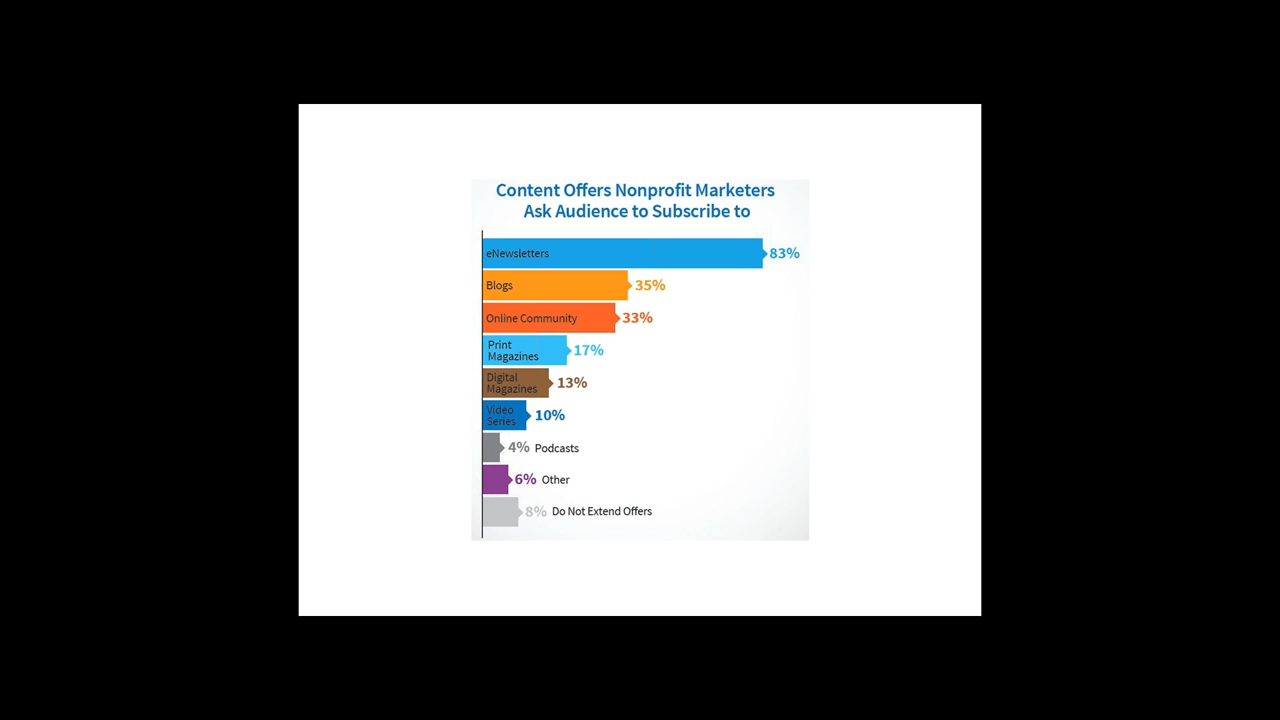 Content Offers Nonprofit Marketers
Ask Audience to Subscribe to
eNewsletters 83%
Blogs 35%
Online Community 33%
Print
Magazines 17%
Digital
Magazines 13%
Video
Series 10%
4% Podcasts
6% Other
8% Do Not Extend Offers